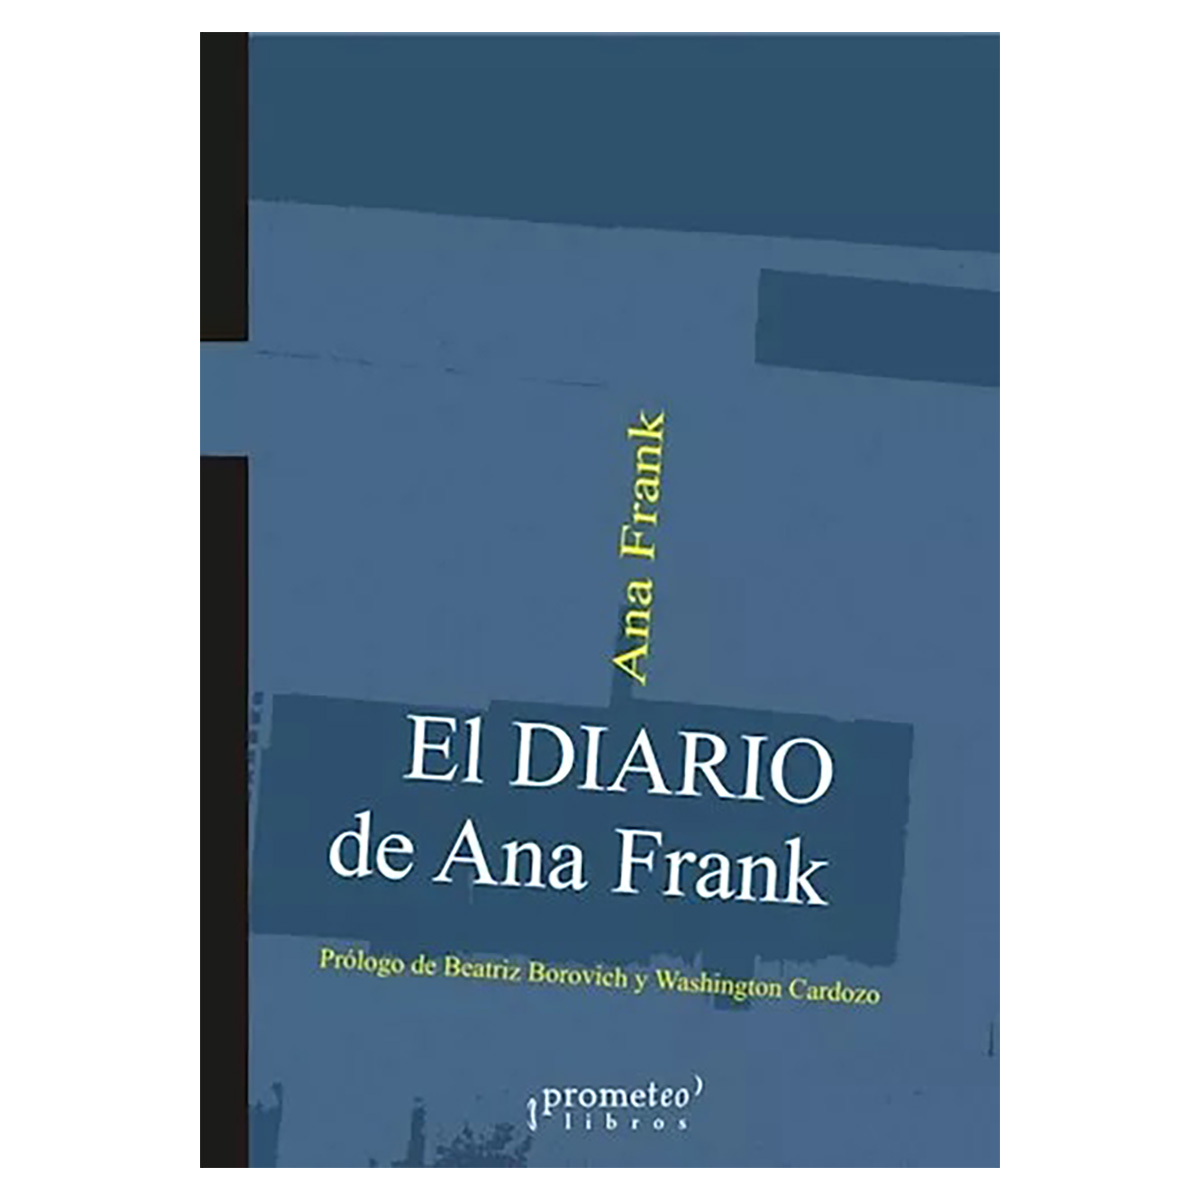 Ana Frank
El DIARIO
de Ana Frank
Prólogo de Beatriz Borovich y Washington Cardozo
prometeo
libros